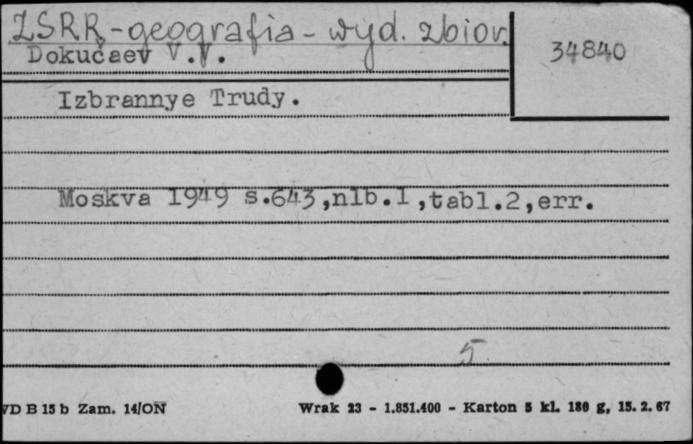 ZSRR - geografia - wyd. zbior.
34840
Dokučaev V.V.
Izbrannye Trudy.
Moskva 1949 s.643,nlb.1,tabl.2,err.
5
VD B 15 b Zam. 14/ON Wrak 23 - 1.851.400 - Karton 5 kl. 180 g, 15. 2. 67